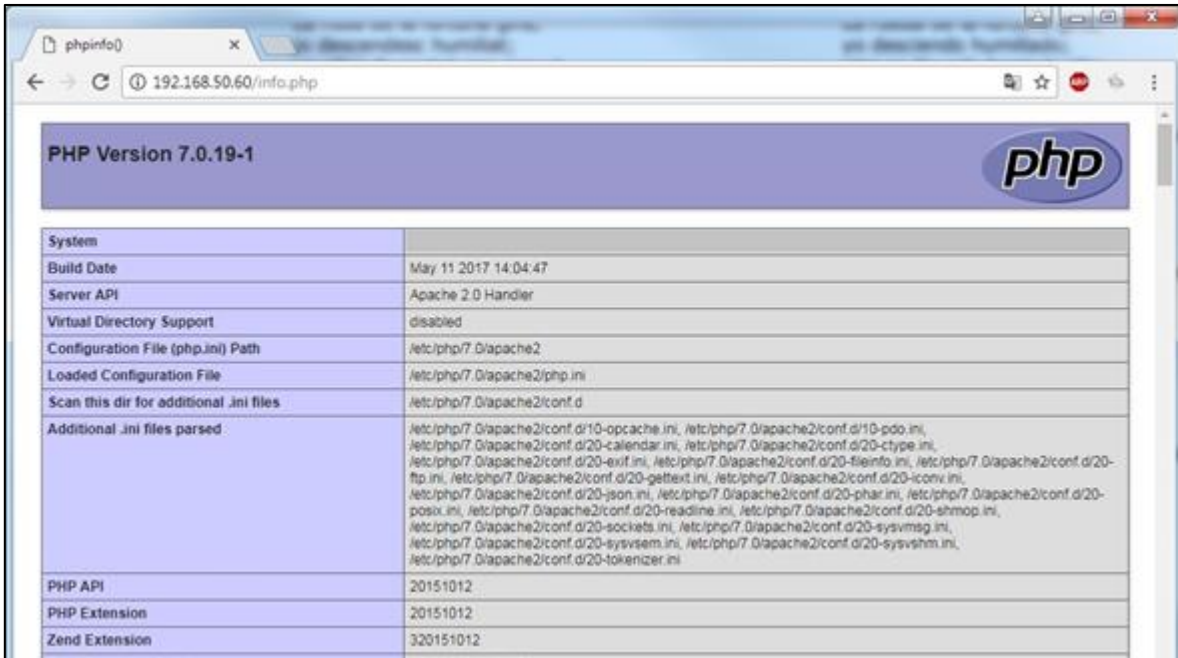 phpinfo()
192.168.50.60/info.php
PHP Version 7.0.19-1
php
System
Build Date May 11 2017 14:04:47
Server API Apache 2.0 Handler
Virtual Directory Support disabled
Configuration File (php.ini) Path /etc/php/7.0/apache2
Loaded Configuration File /etc/php/7.0/apache2/php.ini
Scan this dir for additional .ini files /etc/php/7.0/apache2/conf.d
Additional .ini files parsed /etc/php/7.0/apache2/conf.d/10-opcache.ini, /etc/php/7.0/apache2/conf.d/10-pdo.ini,
/etc/php/7.0/apache2/conf.d/20-calendar.ini, /etc/php/7.0/apache2/conf.d/20-ctype.ini,
/etc/php/7.0/apache2/conf.d/20-exif.ini, /etc/php/7.0/apache2/conf.d/20-fileinfo.ini, /etc/php/7.0/apache2/conf.d/20-
ftp.ini, /etc/php/7.0/apache2/conf.d/20-gettext.ini, /etc/php/7.0/apache2/conf.d/20-iconv.ini,
/etc/php/7.0/apache2/conf.d/20-json.ini, /etc/php/7.0/apache2/conf.d/20-phar.ini, /etc/php/7.0/apache2/conf.d/20-
posix.ini, /etc/php/7.0/apache2/conf.d/20-readline.ini, /etc/php/7.0/apache2/conf.d/20-shmop.ini,
/etc/php/7.0/apache2/conf.d/20-sockets.ini, /etc/php/7.0/apache2/conf.d/20-sysvmsg.ini,
/etc/php/7.0/apache2/conf.d/20-sysvsem.ini, /etc/php/7.0/apache2/conf.d/20-sysvshm.ini,
/etc/php/7.0/apache2/conf.d/20-tokenizer.ini
PHP API 20151012
PHP Extension 20151012
Zend Extension 320151012